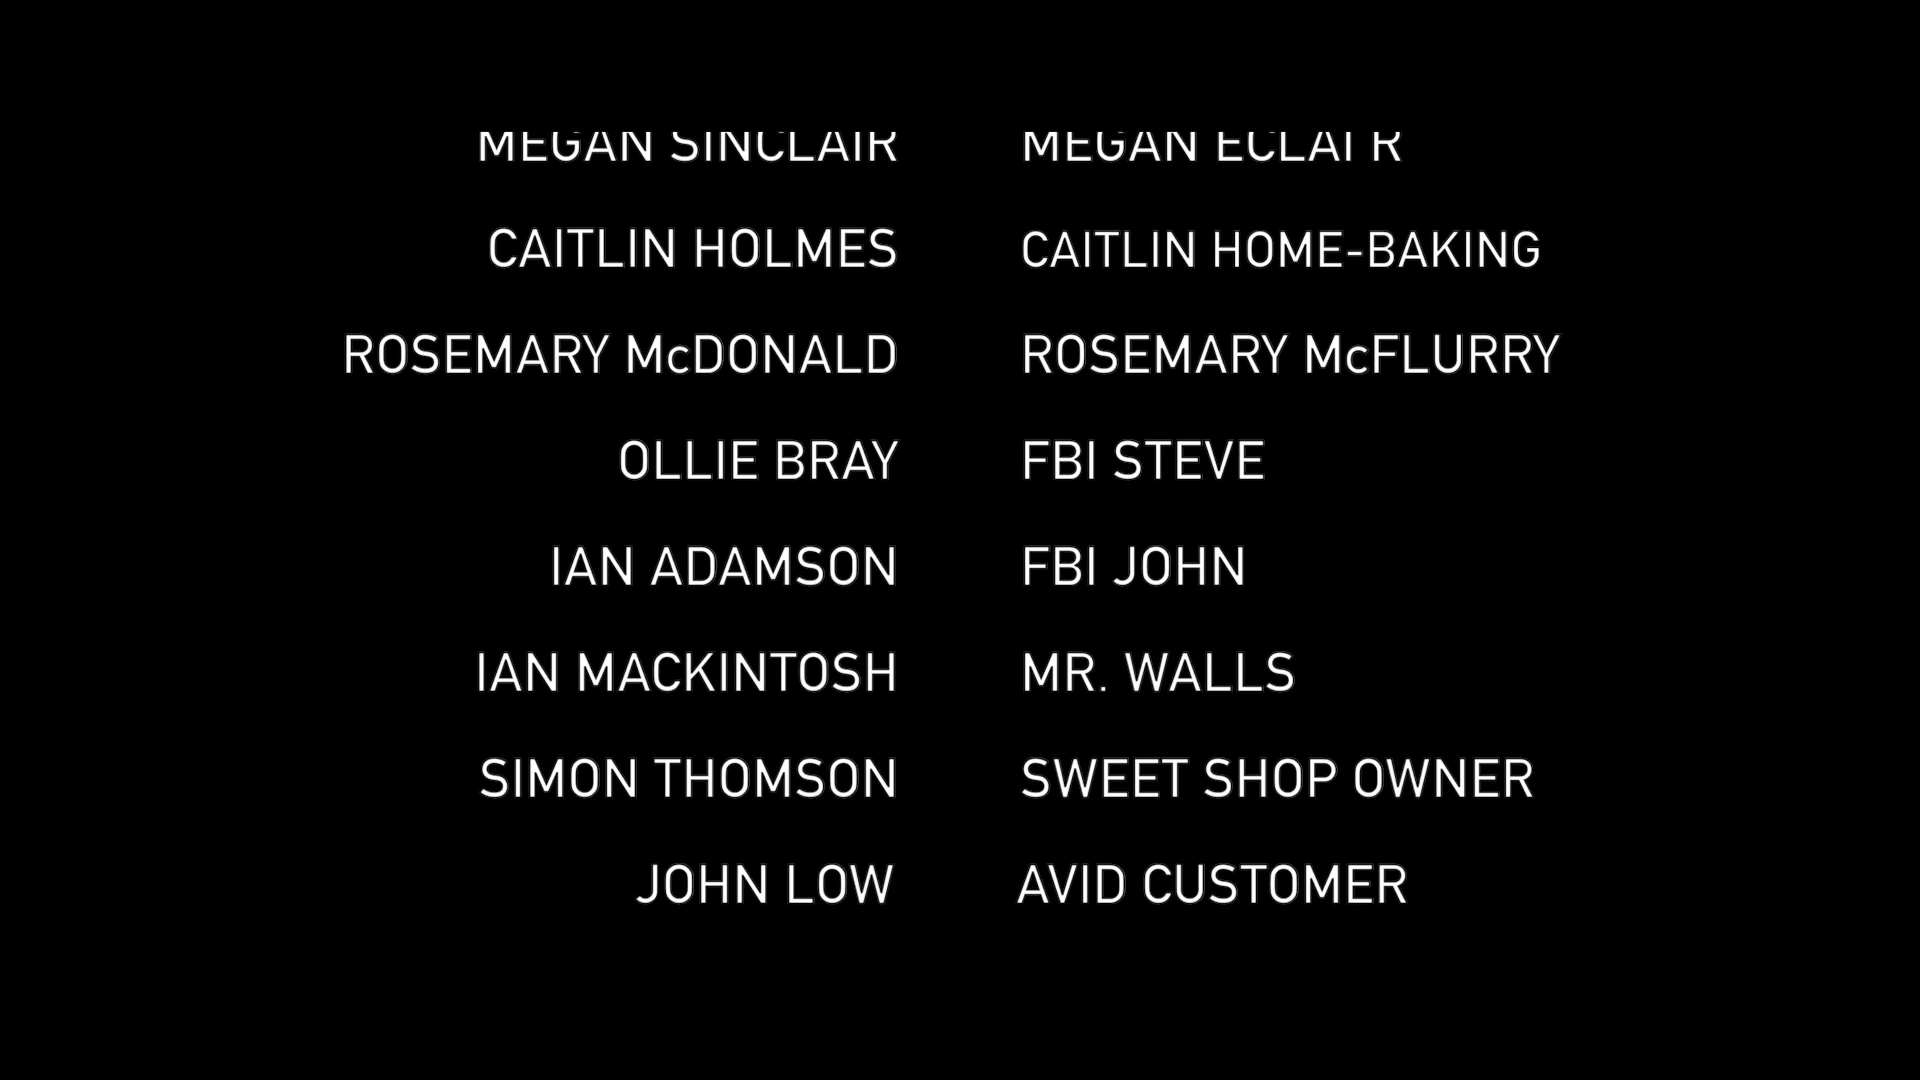 MEGAN SINCLAIR MEGAN ECLAI R
CAITLIN HOLMES CAITLIN HOME-BAKING
ROSEMARY McDONALD ROSEMARY McFLURRY
OLLIE BRAY FBI STEVE
IAN ADAMSON FBI JOHN
IAN MACKINTOSH MR. WALLS
SIMON THOMSON SWEET SHOP OWNER
JOHN LOW AVID CUSTOMER